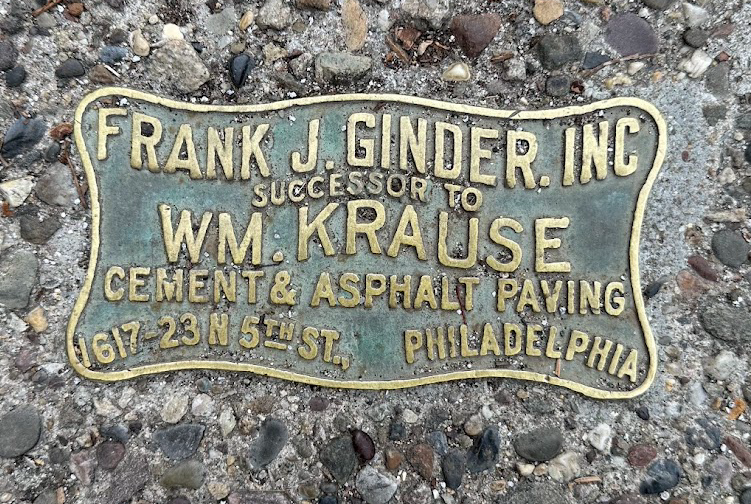 FRANK J. GINDER. INC
SUCCESSOR TO
WM. KRAUSE
CEMENT & ASPHALT PAVING
1617-23 N 5TH ST., PHILADELPHIA